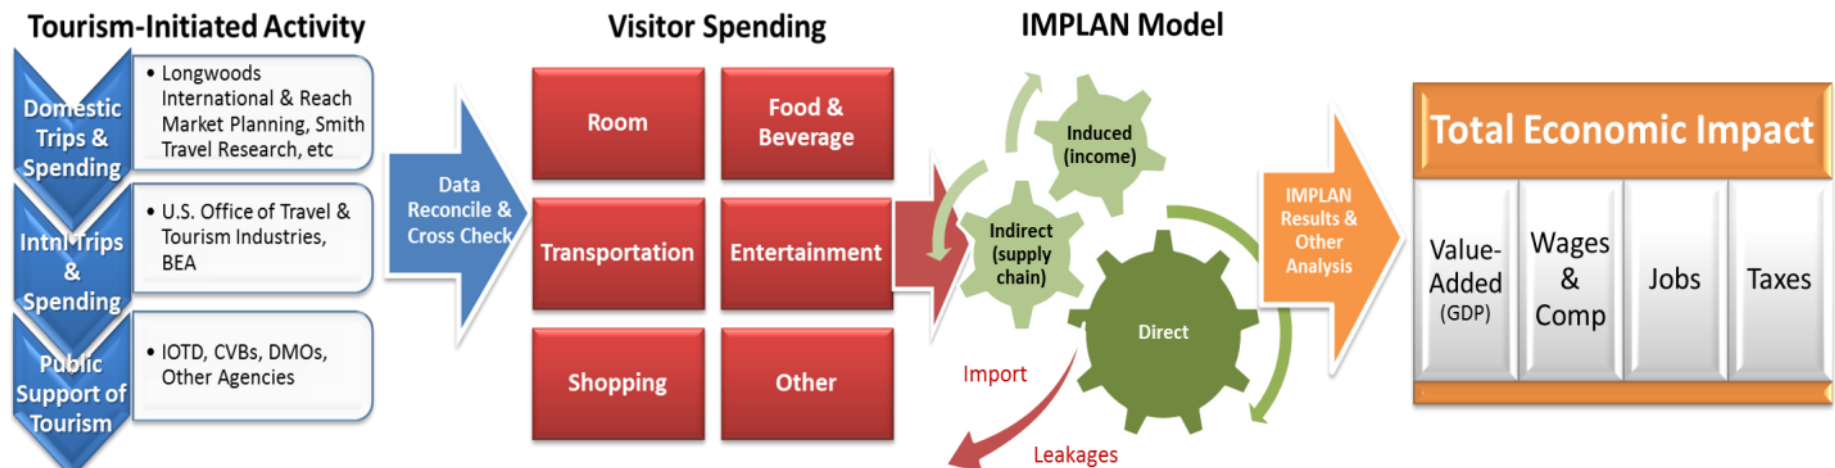 Tourism-Initiated Activity
Domestic
Trips &
Spending
• Longwoods
International & Reach
Market Planning, Smith
Travel Research, etc
Intnl Trips
&
Spending
• U.S. Office of Travel &
Tourism Industries,
BEA
Public
Support of
Tourism
• IOTD, CVBs, DMOs,
Other Agencies
Data
Reconcile &
Cross Check
Visitor Spending
Room
Food &
Beverage
Transportation
Entertainment
Shopping
Other
IMPLAN Model
Induced
(income)
Indirect
(supply
chain)
Direct
Import
Leakages
IMPLAN
Results &
Other
Analysis
Total Economic Impact
Value-
Added
(GDP)
Wages
&
Comp
Jobs
Taxes